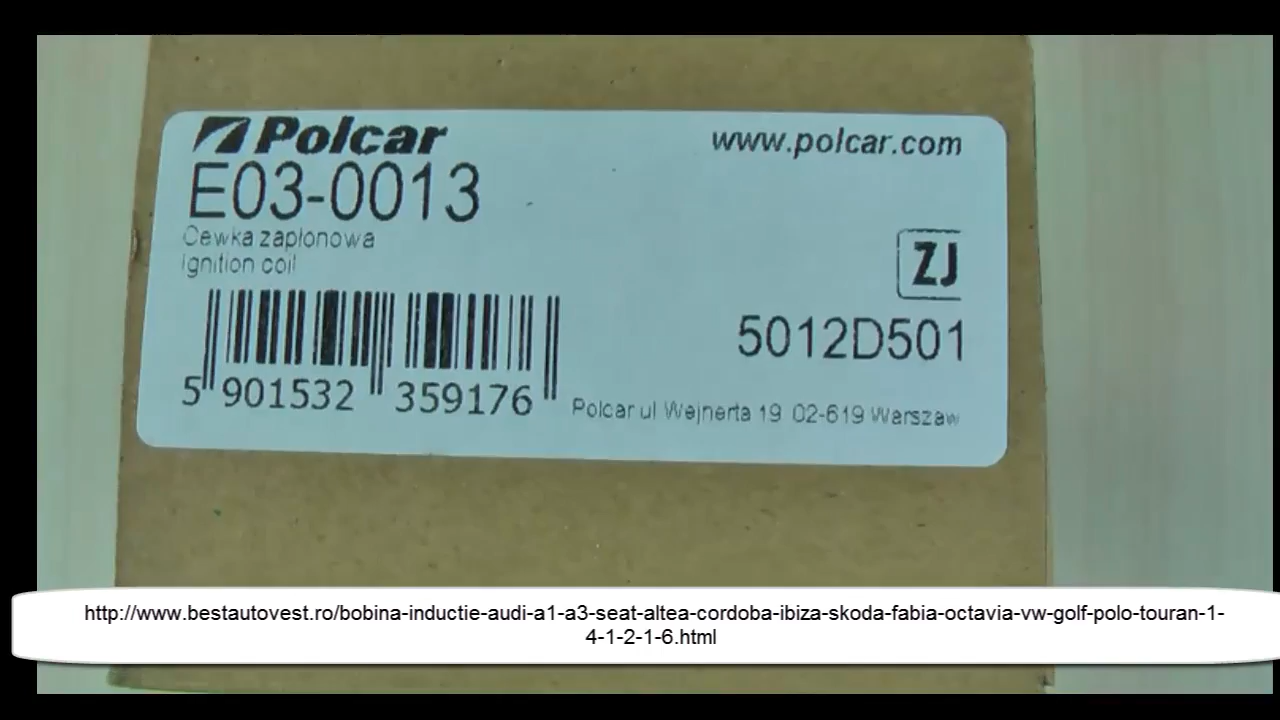 Polcar
www.polcar.com
E03-0013
Cewka zapłonowa
Ignition coil
ZJ
5012D501
5 901532 359176
Polcar ul Wejnerta 19 02-619 Warszaw
http://www.bestautovest.ro/bobina-inductie-audi-a1-a3-seat-altea-cordoba-ibiza-skoda-fabia-octavia-vw-golf-polo-touran-1-
4-1-2-1-6.html